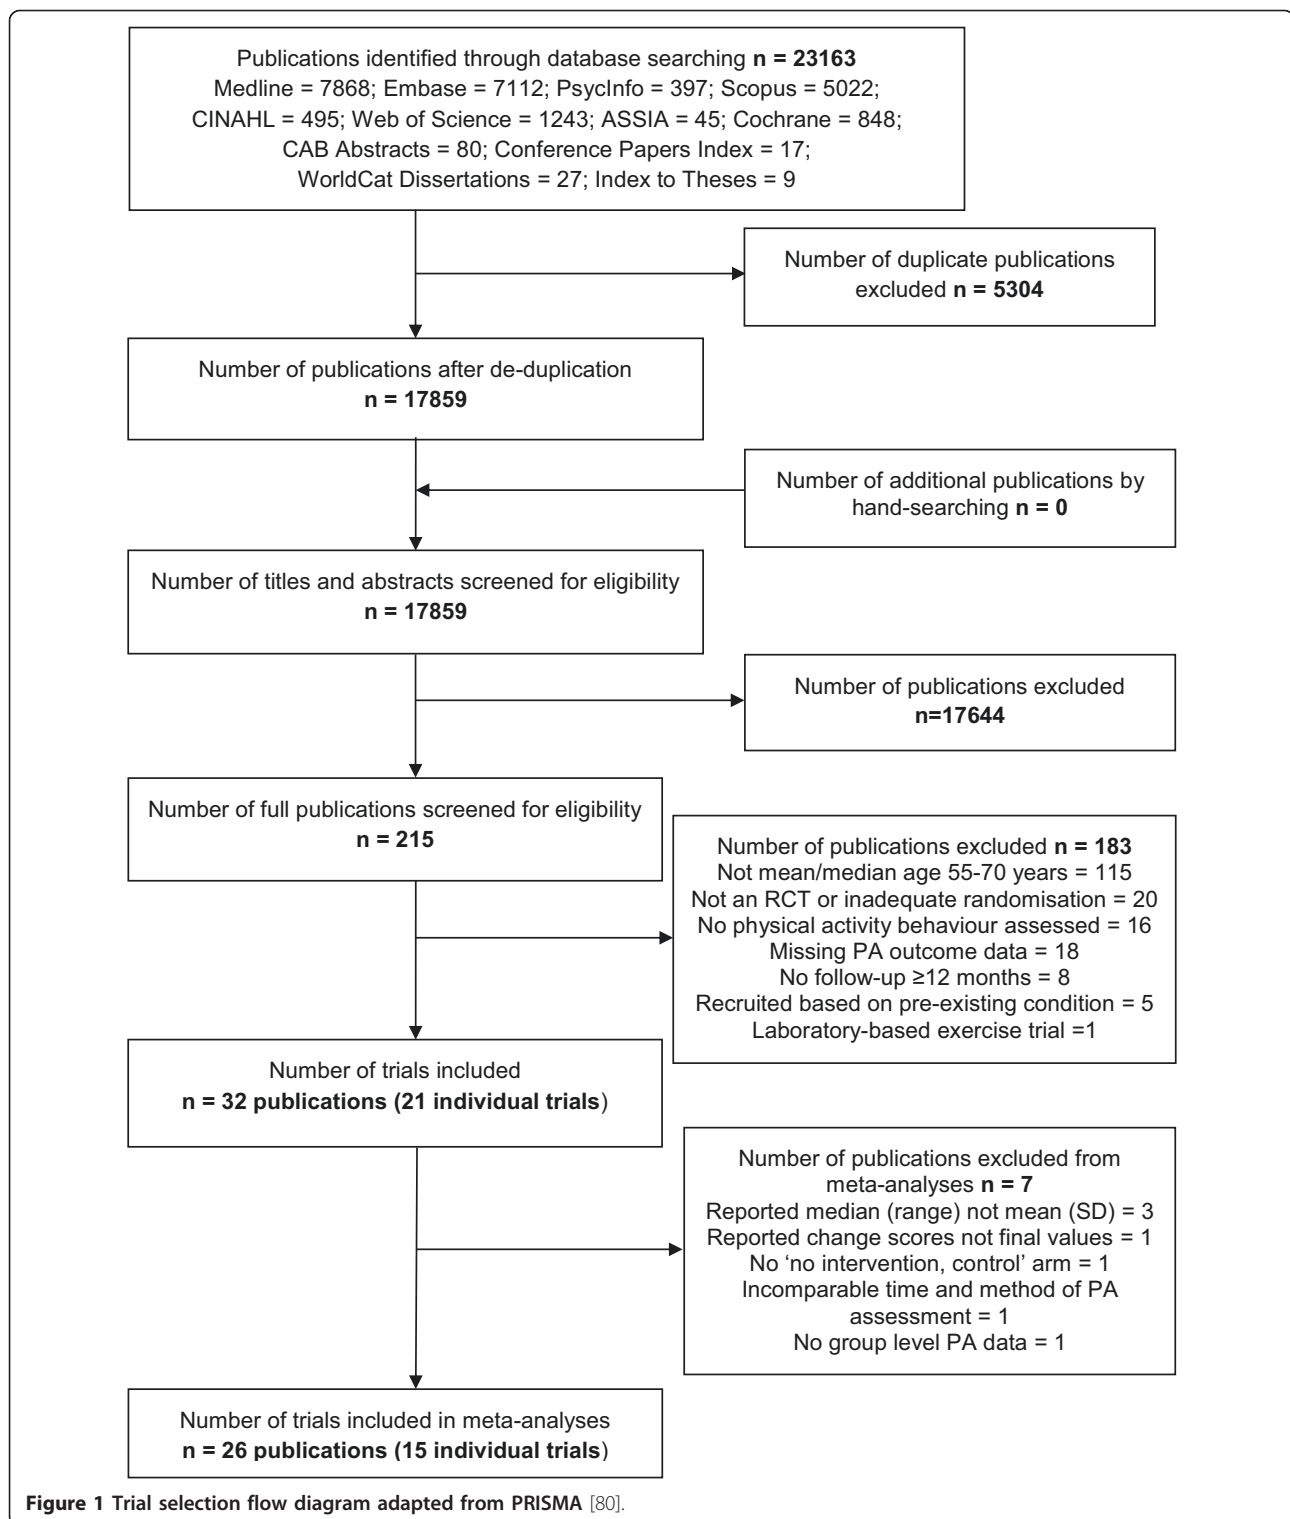 Publications identified through database searching n = 23163
Medline = 7868; Embase = 7112; PsycInfo = 397; Scopus = 5022;
CINAHL = 495; Web of Science = 1243; ASSIA = 45; Cochrane = 848;
CAB Abstracts = 80; Conference Papers Index = 17;
WorldCat Dissertations = 27; Index to Theses = 9
Number of duplicate publications
excluded n = 5304
Number of publications after de-duplication
n = 17859
Number of additional publications by
hand-searching n = 0
Number of titles and abstracts screened for eligibility
n = 17859
Number of publications excluded
n=17644
Number of full publications screened for eligibility
n = 215
Number of publications excluded n = 183
Not mean/median age 55-70 years = 115
Not an RCT or inadequate randomisation = 20
No physical activity behaviour assessed = 16
Missing PA outcome data = 18
No follow-up ≥12 months = 8
Recruited based on pre-existing condition = 5
Laboratory-based exercise trial =1
Number of trials included
n = 32 publications (21 individual trials)
Number of publications excluded from
meta-analyses n = 7
Reported median (range) not mean (SD) = 3
Reported change scores not final values = 1
No ‘no intervention, control’ arm = 1
Incomparable time and method of PA
assessment = 1
No group level PA data = 1
Number of trials included in meta-analyses
n = 26 publications (15 individual trials)
Figure 1 Trial selection flow diagram adapted from PRISMA [80].